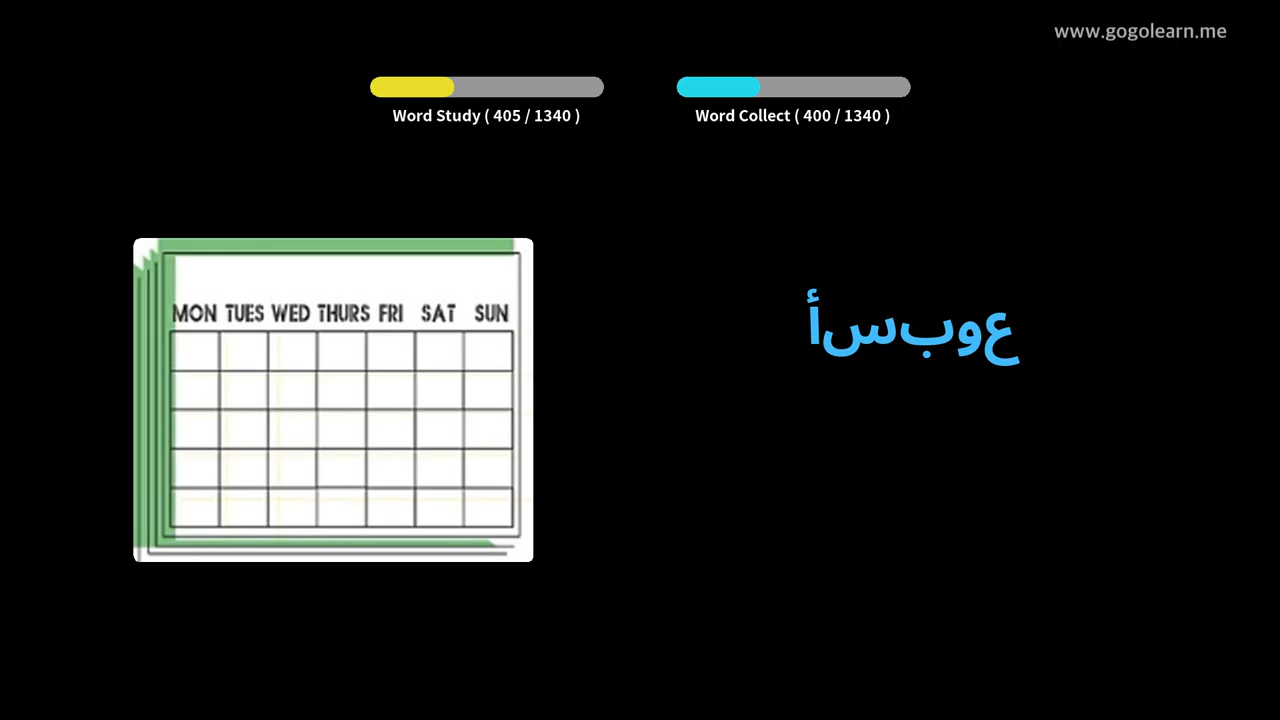 www.gogolearn.me
Word Study ( 405 / 1340 )
Word Collect ( 400 / 1340 )
MON TUES WED THURS FRI SAT SUN
أسبوع